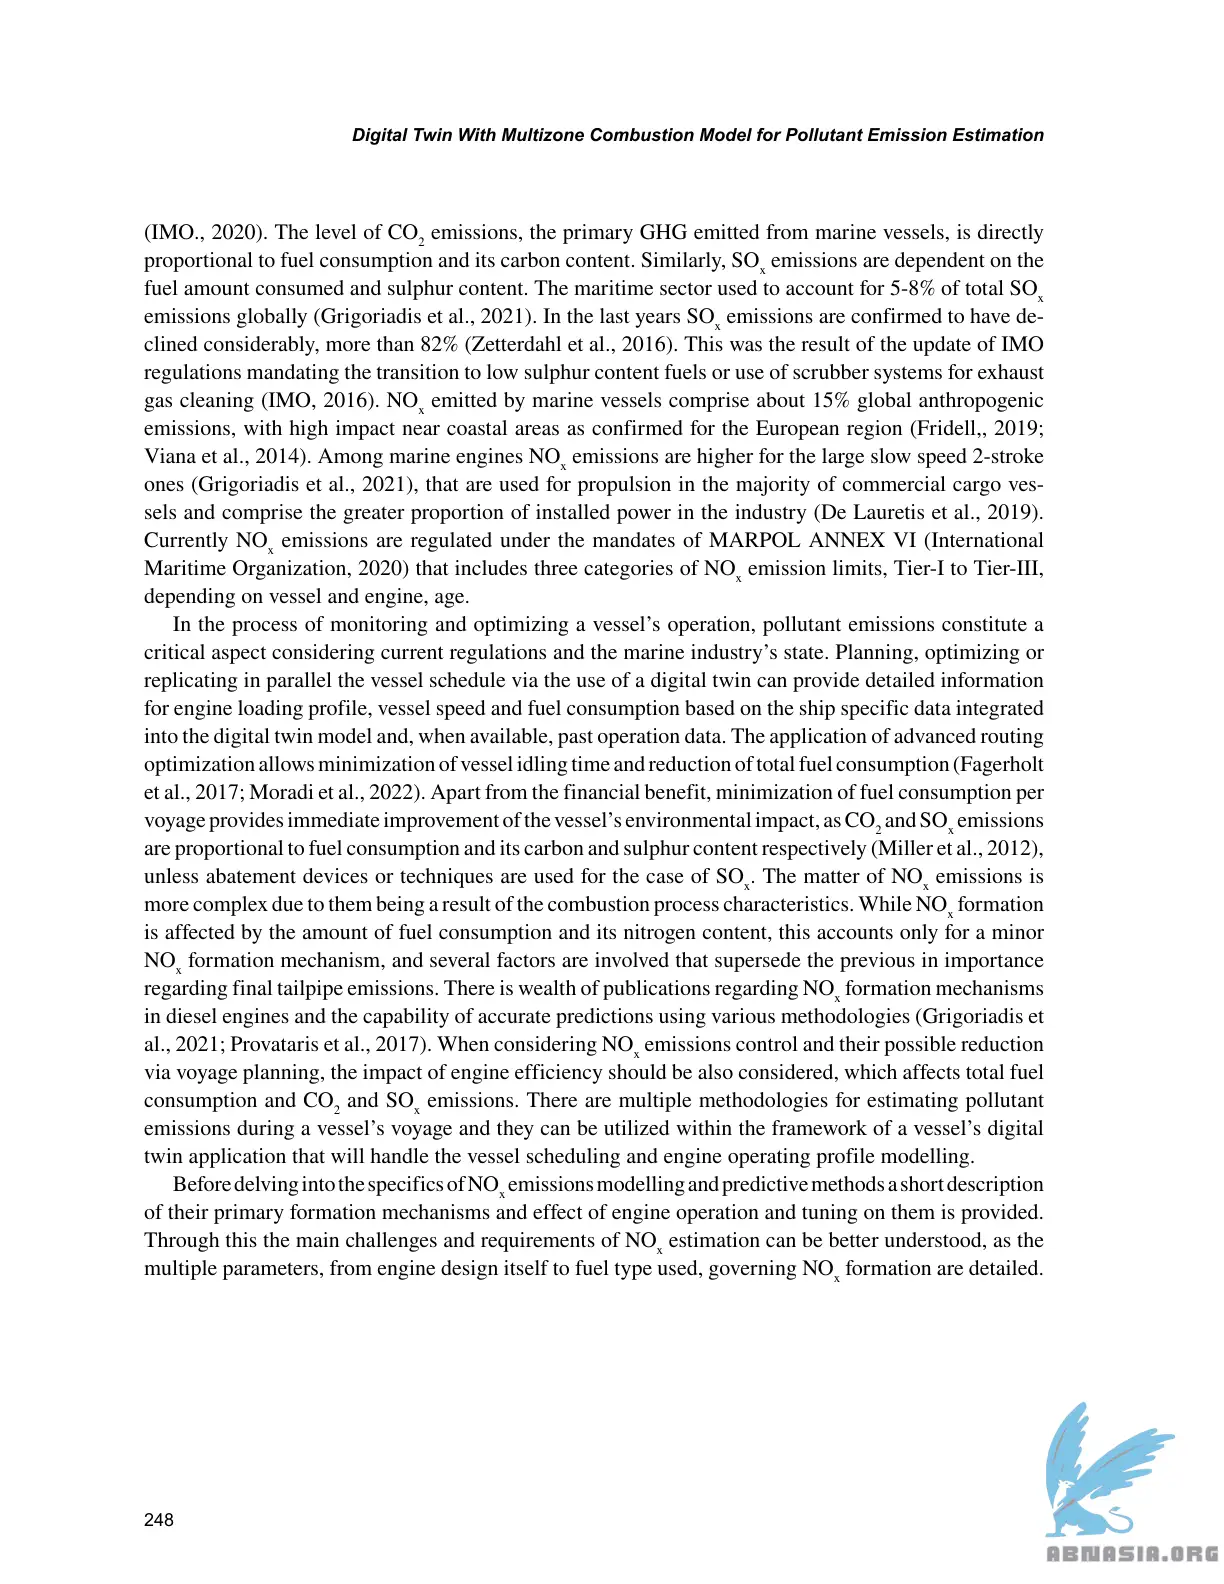 Digital Twin With Multizone Combustion Model for Pollutant Emission Estimation
(IMO., 2020). The level of CO2 emissions, the primary GHG emitted from marine vessels, is directly
proportional to fuel consumption and its carbon content. Similarly, SOx emissions are dependent on the
fuel amount consumed and sulphur content. The maritime sector used to account for 5-8% of total SOx
emissions globally (Grigoriadis et al., 2021). In the last years SOx emissions are confirmed to have de-
clined considerably, more than 82% (Zetterdahl et al., 2016). This was the result of the update of IMO
regulations mandating the transition to low sulphur content fuels or use of scrubber systems for exhaust
gas cleaning (IMO, 2016). NOx emitted by marine vessels comprise about 15% global anthropogenic
emissions, with high impact near coastal areas as confirmed for the European region (Fridell,, 2019;
Viana et al., 2014). Among marine engines NOx emissions are higher for the large slow speed 2-stroke
ones (Grigoriadis et al., 2021), that are used for propulsion in the majority of commercial cargo ves-
sels and comprise the greater proportion of installed power in the industry (De Lauretis et al., 2019).
Currently NOx emissions are regulated under the mandates of MARPOL ANNEX VI (International
Maritime Organization, 2020) that includes three categories of NOx emission limits, Tier-I to Tier-III,
depending on vessel and engine, age.
In the process of monitoring and optimizing a vessel's operation, pollutant emissions constitute a
critical aspect considering current regulations and the marine industry's state. Planning, optimizing or
replicating in parallel the vessel schedule via the use of a digital twin can provide detailed information
for engine loading profile, vessel speed and fuel consumption based on the ship specific data integrated
into the digital twin model and, when available, past operation data. The application of advanced routing
optimization allows minimization of vessel idling time and reduction of total fuel consumption (Fagerholt
et al., 2017; Moradi et al., 2022). Apart from the financial benefit, minimization of fuel consumption per
voyage provides immediate improvement of the vessel's environmental impact, as CO2 and SOx emissions
are proportional to fuel consumption and its carbon and sulphur content respectively (Miller et al., 2012),
unless abatement devices or techniques are used for the case of SOx. The matter of NOx emissions is
more complex due to them being a result of the combustion process characteristics. While NOx formation
is affected by the amount of fuel consumption and its nitrogen content, this accounts only for a minor
NOx formation mechanism, and several factors are involved that supersede the previous in importance
regarding final tailpipe emissions. There is wealth of publications regarding NOx formation mechanisms
in diesel engines and the capability of accurate predictions using various methodologies (Grigoriadis et
al., 2021; Provataris et al., 2017). When considering NOx emissions control and their possible reduction
via voyage planning, the impact of engine efficiency should be also considered, which affects total fuel
consumption and CO2 and SOx emissions. There are multiple methodologies for estimating pollutant
emissions during a vessel's voyage and they can be utilized within the framework of a vessel's digital
twin application that will handle the vessel scheduling and engine operating profile modelling.
Before delving into the specifics of NOx emissions modelling and predictive methods a short description
of their primary formation mechanisms and effect of engine operation and tuning on them is provided.
Through this the main challenges and requirements of NOx estimation can be better understood, as the
multiple parameters, from engine design itself to fuel type used, governing NOx formation are detailed.
248
ABNASIA.ORG